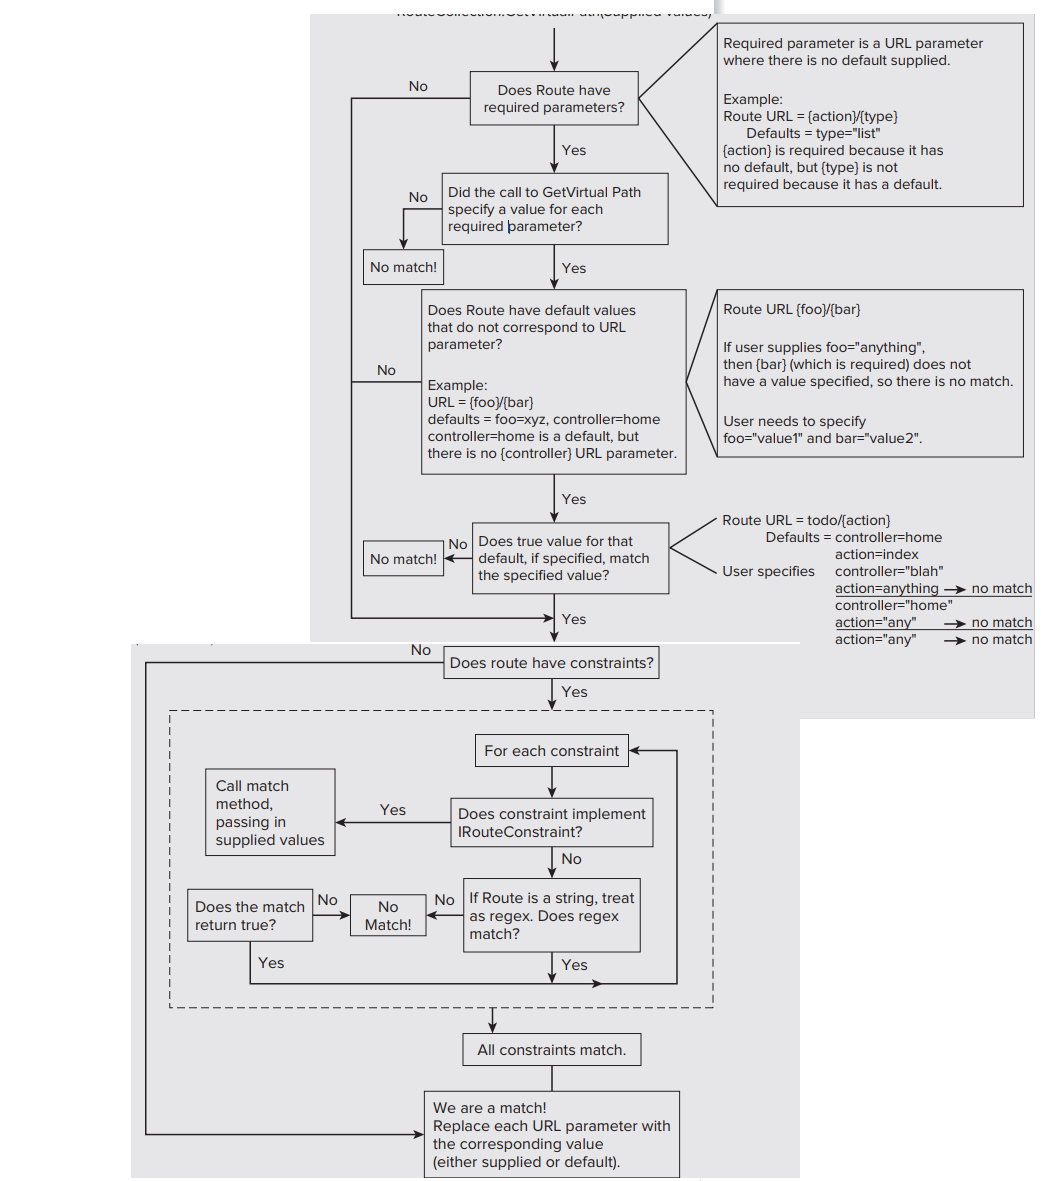 RouteCollection.GetVirtualPath(Supplied values)
No
Does Route have
required parameters?
Required parameter is a URL parameter
where there is no default supplied.
Example:
Route URL = {action}/{type}
Defaults = type="list"
{action} is required because it has
no default, but {type} is not
required because it has a default.
Yes
No
Did the call to GetVirtual Path
specify a value for each
required parameter?
No match!
Yes
Does Route have default values
that do not correspond to URL
parameter?
Example:
URL = {foo}/{bar}
defaults = foo=xyz, controller=home
controller=home is a default, but
there is no {controller} URL parameter.
No
Route URL {foo}/{bar}
If user supplies foo="anything",
then {bar} (which is required) does not
have a value specified, so there is no match.
User needs to specify
foo="value1" and bar="value2".
Yes
No match!
No
Does true value for that
default, if specified, match
the specified value?
Route URL = todo/{action}
Defaults = controller=home
action=index
User specifies controller="blah"
action=anything → no match
controller="home"
action="any" → no match
action="any" → no match
Yes
No
Does route have constraints?
Yes
For each constraint
Call match
method,
passing in
supplied values
Yes
Does constraint implement
IRouteConstraint?
No
Does the match
return true?
No
No
Match!
No
If Route is a string, treat
as regex. Does regex
match?
Yes
Yes
All constraints match.
We are a match!
Replace each URL parameter with
the corresponding value
(either supplied or default).